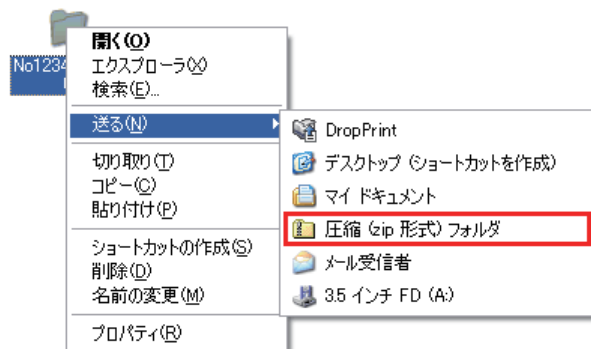 No1234
開く(O)
エクスプローラ(X)
検索(E)...
送る(N)
切り取り(T)
コピー(C)
貼り付け(P)
ショートカットの作成(S)
削除(D)
名前の変更(M)
プロパティ(R)
DropPrint
デスクトップ (ショートカットを作成)
マイ ドキュメント
圧縮 (zip 形式) フォルダ
メール受信者
3.5 インチ FD (A:)